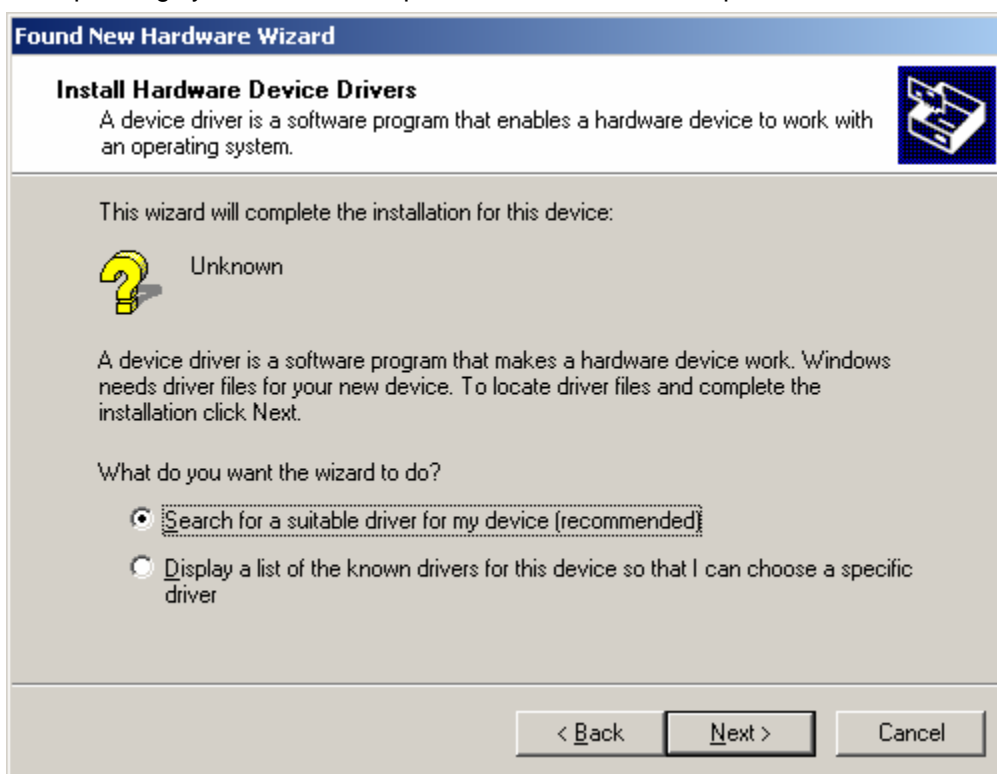 Found New Hardware Wizard
Install Hardware Device Drivers
A device driver is a software program that enables a hardware device to work with
an operating system.
This wizard will complete the installation for this device:
Unknown
A device driver is a software program that makes a hardware device work. Windows
needs driver files for your new device. To locate driver files and complete the
installation click Next.
What do you want the wizard to do?
Search for a suitable driver for my device (recommended)
Display a list of the known drivers for this device so that I can choose a specific
driver
< Back Next > Cancel